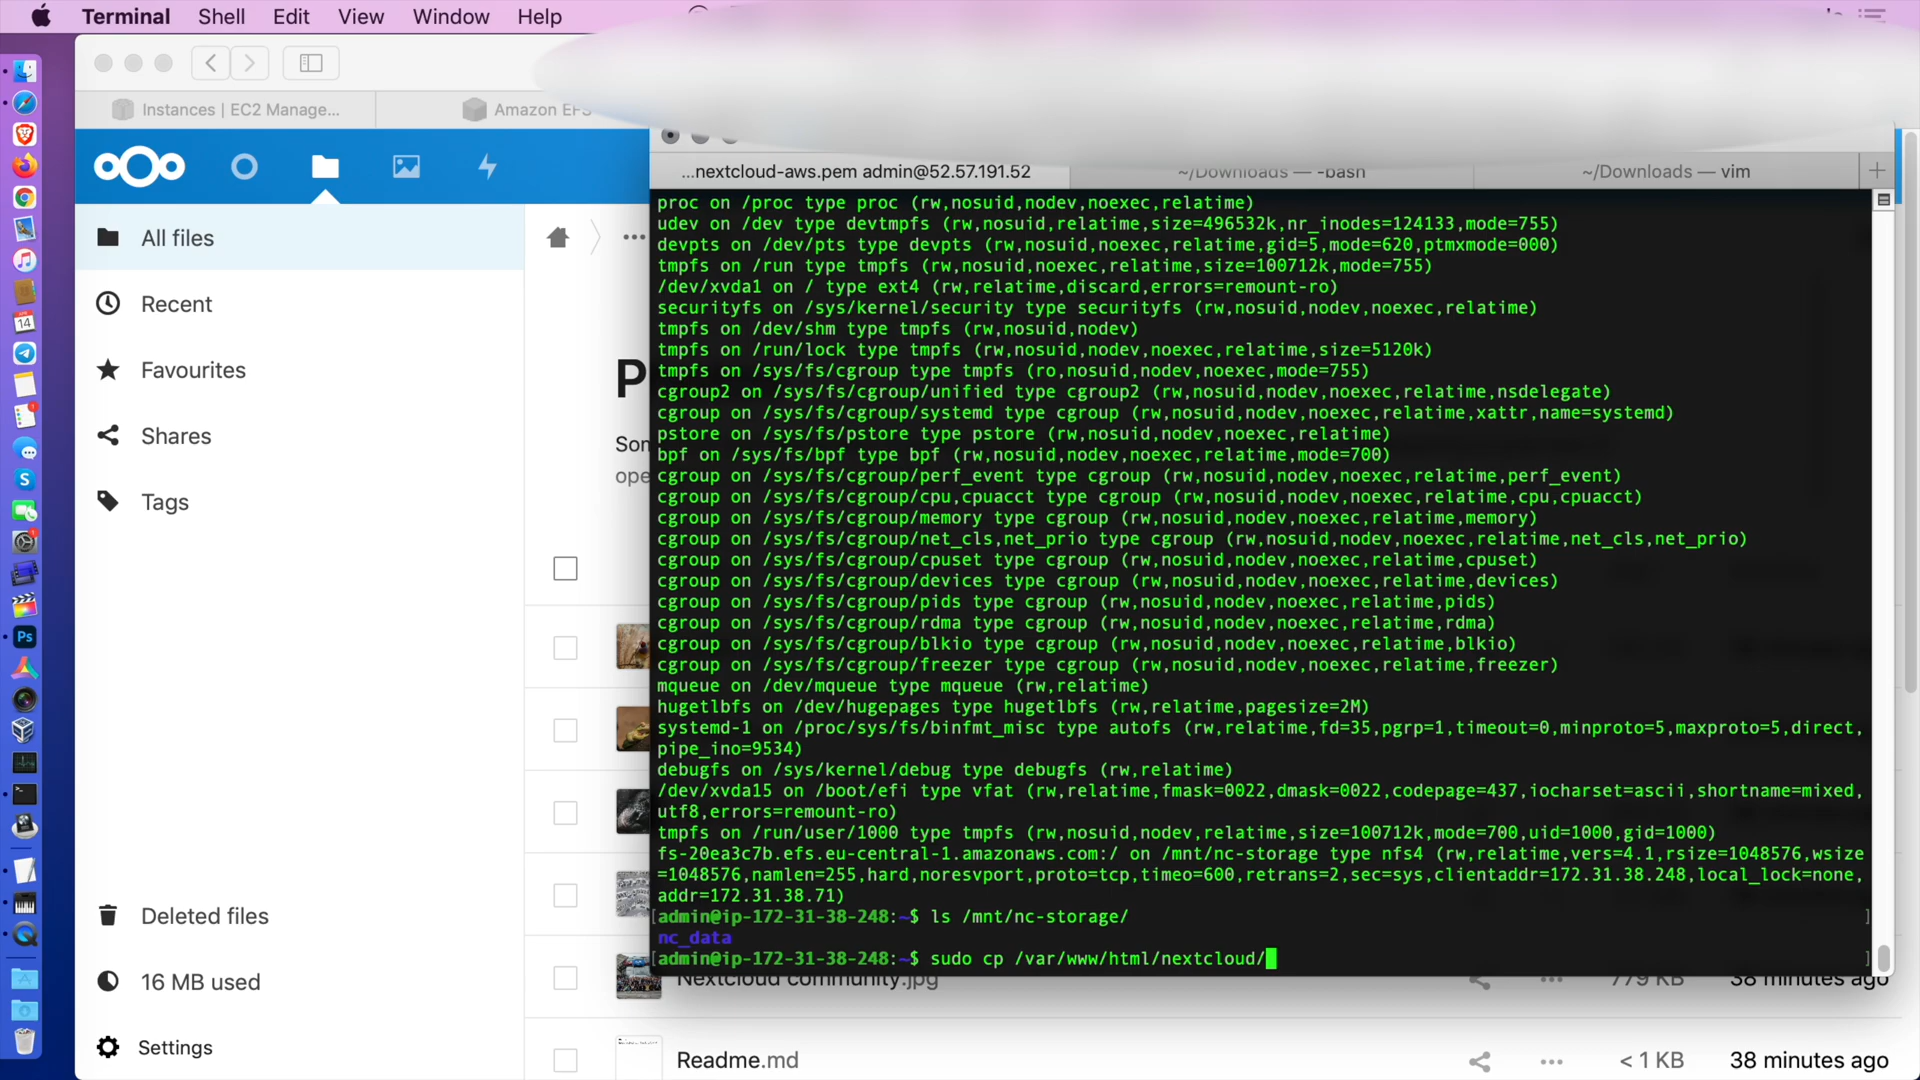 Terminal Shell Edit View Window Help
Instances | EC2 Manage...
Amazon EFS
...nextcloud-aws.pem admin@52.57.191.52
~/Downloads — -bash
~/Downloads — vim
All files
Recent
Favourites
Shares
Tags
Deleted files
16 MB used
Settings
APR
14
Ps
P
Som
ope
proc on /proc type proc (rw,nosuid,nodev,noexec,relatime)
udev on /dev type devtmpfs (rw,nosuid,relatime,size=496532k,nr_inodes=124133,mode=755)
devpts on /dev/pts type devpts (rw,nosuid,noexec,relatime,gid=5,mode=620,ptmxmode=000)
tmpfs on /run type tmpfs (rw,nosuid,noexec,relatime,size=100712k,mode=755)
/dev/xvda1 on / type ext4 (rw,relatime,discard,errors=remount-ro)
securityfs on /sys/kernel/security type securityfs (rw,nosuid,nodev,noexec,relatime)
tmpfs on /dev/shm type tmpfs (rw,nosuid,nodev)
tmpfs on /run/lock type tmpfs (rw,nosuid,nodev,noexec,relatime,size=5120k)
tmpfs on /sys/fs/cgroup type tmpfs (ro,nosuid,nodev,noexec,mode=755)
cgroup2 on /sys/fs/cgroup/unified type cgroup2 (rw,nosuid,nodev,noexec,relatime,nsdelegate)
cgroup on /sys/fs/cgroup/systemd type cgroup (rw,nosuid,nodev,noexec,relatime,xattr,name=systemd)
pstore on /sys/fs/pstore type pstore (rw,nosuid,nodev,noexec,relatime)
bpf on /sys/fs/bpf type bpf (rw,nosuid,nodev,noexec,relatime,mode=700)
cgroup on /sys/fs/cgroup/perf_event type cgroup (rw,nosuid,nodev,noexec,relatime,perf_event)
cgroup on /sys/fs/cgroup/cpu,cpuacct type cgroup (rw,nosuid,nodev,noexec,relatime,cpu,cpuacct)
cgroup on /sys/fs/cgroup/memory type cgroup (rw,nosuid,nodev,noexec,relatime,memory)
cgroup on /sys/fs/cgroup/net_cls,net_prio type cgroup (rw,nosuid,nodev,noexec,relatime,net_cls,net_prio)
cgroup on /sys/fs/cgroup/cpuset type cgroup (rw,nosuid,nodev,noexec,relatime,cpuset)
cgroup on /sys/fs/cgroup/devices type cgroup (rw,nosuid,nodev,noexec,relatime,devices)
cgroup on /sys/fs/cgroup/pids type cgroup (rw,nosuid,nodev,noexec,relatime,pids)
cgroup on /sys/fs/cgroup/rdma type cgroup (rw,nosuid,nodev,noexec,relatime,rdma)
cgroup on /sys/fs/cgroup/blkio type cgroup (rw,nosuid,nodev,noexec,relatime,blkio)
cgroup on /sys/fs/cgroup/freezer type cgroup (rw,nosuid,nodev,noexec,relatime,freezer)
mqueue on /dev/mqueue type mqueue (rw,relatime)
hugetlbfs on /dev/hugepages type hugetlbfs (rw,relatime,pagesize=2M)
systemd-1 on /proc/sys/fs/binfmt_misc type autofs (rw,relatime,fd=35,pgrp=1,timeout=0,minproto=5,maxproto=5,direct,
pipe_ino=9534)
debugfs on /sys/kernel/debug type debugfs (rw,relatime)
/dev/xvda15 on /boot/efi type vfat (rw,relatime,fmask=0022,dmask=0022,codepage=437,iocharset=ascii,shortname=mixed,
utf8,errors=remount-ro)
tmpfs on /run/user/1000 type tmpfs (rw,nosuid,nodev,relatime,size=100712k,mode=700,uid=1000,gid=1000)
fs-20ea3c7b.efs.eu-central-1.amazonaws.com:/ on /mnt/nc-storage type nfs4 (rw,relatime,vers=4.1,rsize=1048576,wsize
=1048576,namlen=255,hard,noresvport,proto=tcp,timeo=600,retrans=2,sec=sys,clientaddr=172.31.38.248,local_lock=none,
addr=172.31.38.71)
[admin@ip-172-31-38-248:~$ ls /mnt/nc-storage/ ]
nc_data
[admin@ip-172-31-38-248:~$ sudo cp /var/www/html/nextcloud/ ]
Nextcloud community.jpg 779 KB 38 minutes ago
Readme.md < 1 KB 38 minutes ago